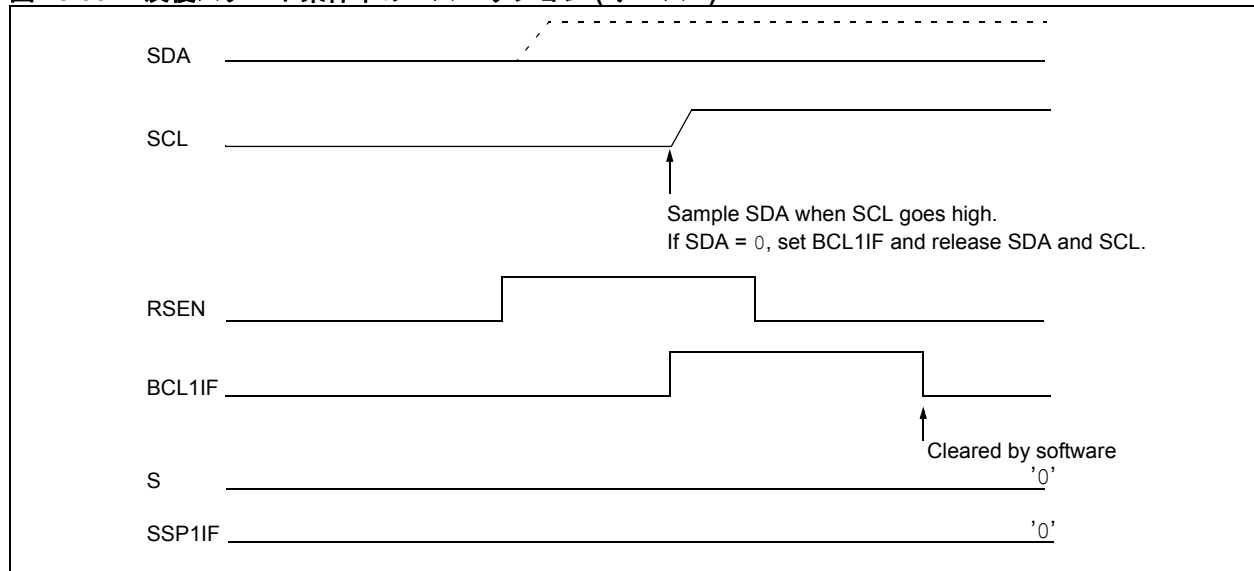 SDA
SCL
Sample SDA when SCL goes high.
If SDA = 0, set BCL1IF and release SDA and SCL.
RSEN
BCL1IF
Cleared by software
S
'0'
SSP1IF
'0'